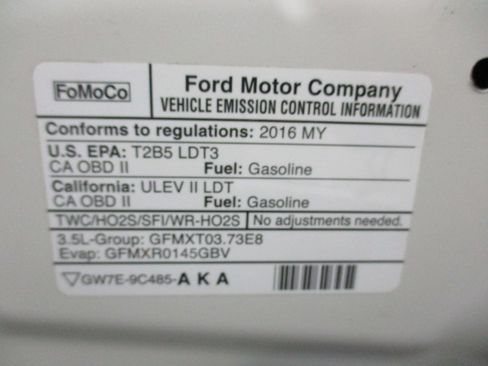 FoMoCo
Ford Motor Company
VEHICLE EMISSION CONTROL INFORMATION
Conforms to regulations: 2016 MY
U.S. EPA: T2B5 LDT3
CA OBD II Fuel: Gasoline
California: ULEV II LDT
CA OBD II Fuel: Gasoline
TWC/HO2S/SFI/WR-HO2S No adjustments needed.
3.5L-Group: GFMXT03.73E8
Evap: GFMXR0145GBV
GW7E-9C485-AKA